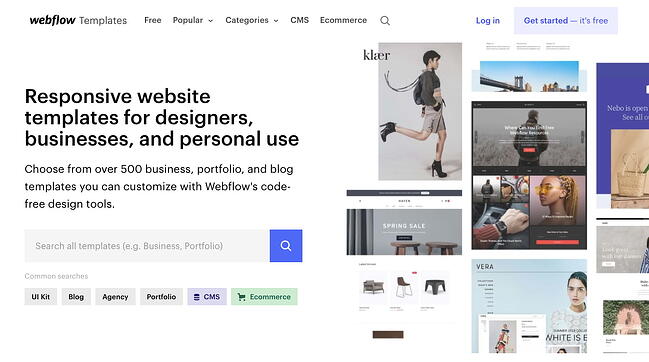 webflow Templates
Free
Popular
Categories
CMS
Ecommerce
Log in
Get started — it's free
Responsive website
templates for designers,
businesses, and personal use
Choose from over 500 business, portfolio, and blog
templates you can customize with Webflow's code-
free design tools.
Search all templates (e.g. Business, Portfolio)
Common searches
UI Kit
Blog
Agency
Portfolio
CMS
Ecommerce
klær
Where Can You Find Free
Webflow Resources
HAVEN
SPRING SALE
VERA
WHITE IS B
Nebo is open
See all o
Look great